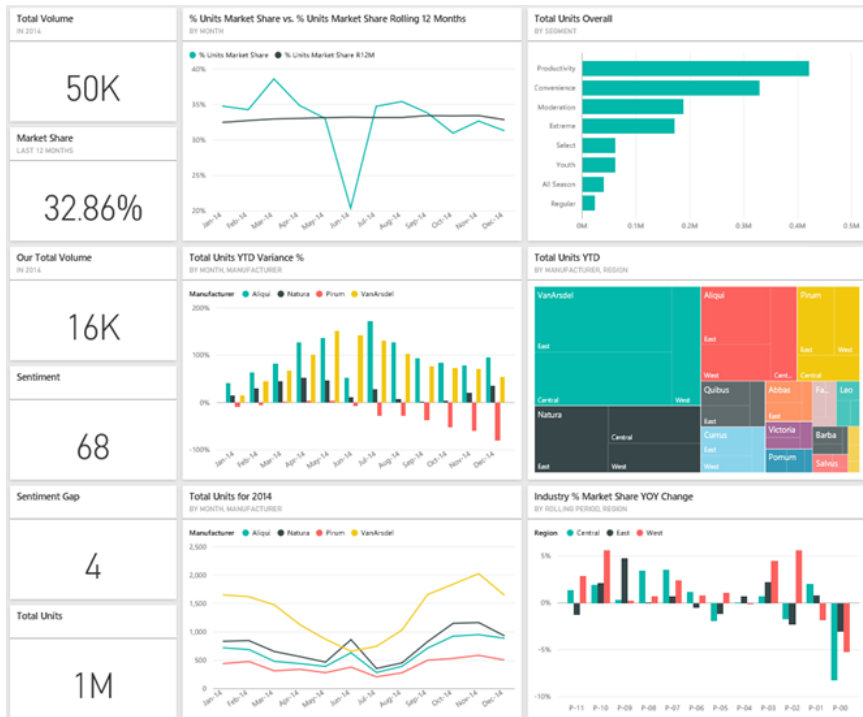 Total Volume
IN 2014
50K
Market Share
LAST 12 MONTHS
32.86%
Our Total Volume
IN 2014
16K
Sentiment
68
Sentiment Gap
4
Total Units
1M
% Units Market Share vs. % Units Market Share Rolling 12 Months
BY MONTH
% Units Market Share % Units Market Share R12M
40%
35%
30%
25%
20%
Jan-14 Feb-14 Mar-14 Apr-14 May-14 Jun-14 Jul-14 Aug-14 Sep-14 Oct-14 Nov-14 Dec-14
Total Units YTD Variance %
BY MONTH, MANUFACTURER
Manufacturer Aliqui Natura Pirum VanArsdel
200%
100%
0%
-100%
Jan-14 Feb-14 Mar-14 Apr-14 May-14 Jun-14 Jul-14 Aug-14 Sep-14 Oct-14 Nov-14 Dec-14
Total Units for 2014
BY MONTH, MANUFACTURER
Manufacturer Aliqui Natura Pirum VanArsdel
2,500
2,000
1,500
1,000
500
0
Jan-14 Feb-14 Mar-14 Apr-14 May-14 Jun-14 Jul-14 Aug-14 Sep-14 Oct-14 Nov-14 Dec-14
Total Units Overall
BY SEGMENT
Productivity
Convenience
Moderation
Extreme
Select
Youth
All Season
Regular
0M 0.1M 0.2M 0.3M 0.4M 0.5M
Total Units YTD
BY MANUFACTURER, REGION
VanArsdel
East
Central West
Natura
Central
East West
Aliqui
East
West Cent...
Pirum
East West
Central
Quibus
East
Currus
East
West
Abbas
East
Victoria
Pomum
Fa...
Leo
Barba
Salvus
Industry % Market Share YOY Change
BY ROLLING PERIOD, REGION
Region Central East West
5%
0%
-5%
-10%
P-11 P-10 P-09 P-08 P-07 P-06 P-05 P-04 P-03 P-02 P-01 P-00